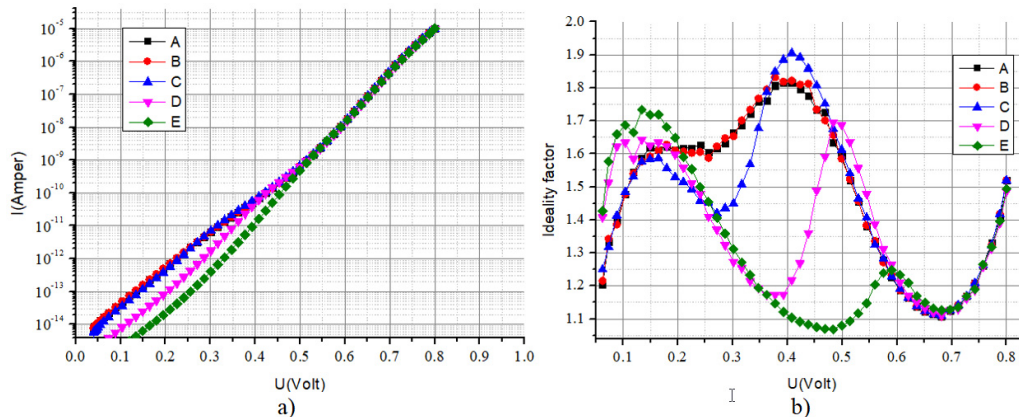 a)
10⁻⁵
10⁻⁶
10⁻⁷
10⁻⁸
10⁻⁹
10⁻¹⁰
10⁻¹¹
10⁻¹²
10⁻¹³
10⁻¹⁴
I(Amper)
A
B
C
D
E
0.0 0.1 0.2 0.3 0.4 0.5 0.6 0.7 0.8 0.9 1.0
U(Volt)
a)
b)
2.0
1.9
1.8
1.7
1.6
1.5
1.4
1.3
1.2
1.1
Ideality factor
A
B
C
D
E
0.1 0.2 0.3 0.4 0.5 0.6 0.7 0.8
U(Volt)
b)